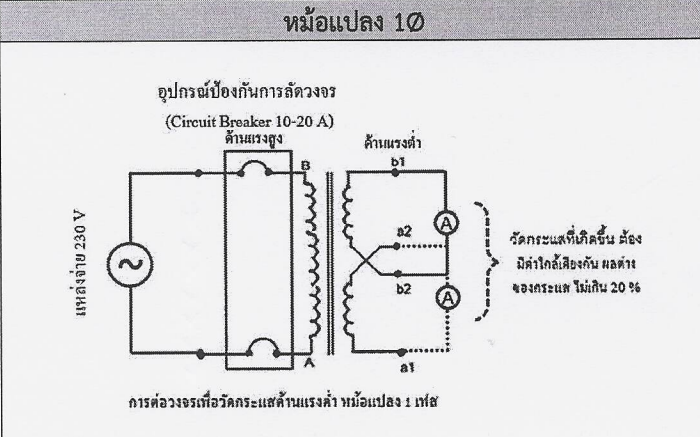 หม้อแปลง 1Ø
อุปกรณ์ป้องกันการลัดวงจร
(Circuit Breaker 10-20 A)
ด้านแรงสูง
ด้านแรงต่ำ
B
b1
A
a2
แหล่งจ่าย 230 V
~
วัดกระแสที่เกิดขึ้น ต้อง
มีค่าใกล้เคียงกัน ผลต่าง
ของกระแส ไม่เกิน 20 %
b2
A
A
a1
การต่อวงจรเพื่อวัดกระแสด้านแรงต่ำ หม้อแปลง 1 เฟส